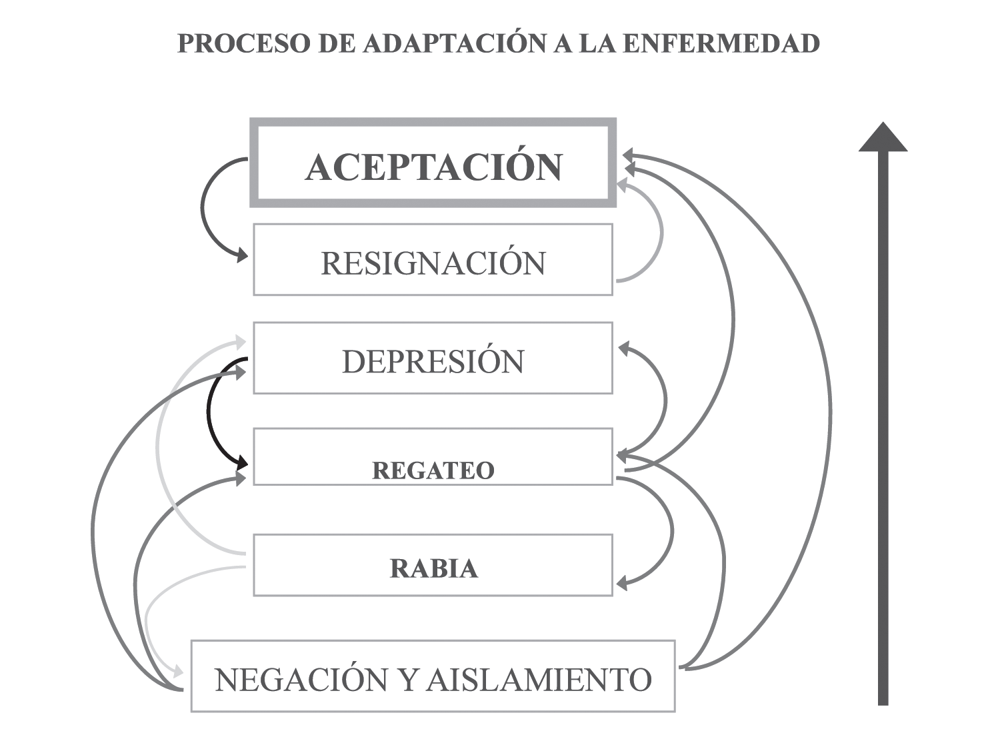 PROCESO DE ADAPTACIÓN A LA ENFERMEDAD
ACEPTACIÓN
RESIGNACIÓN
DEPRESIÓN
REGATEO
RABIA
NEGACIÓN Y AISLAMIENTO